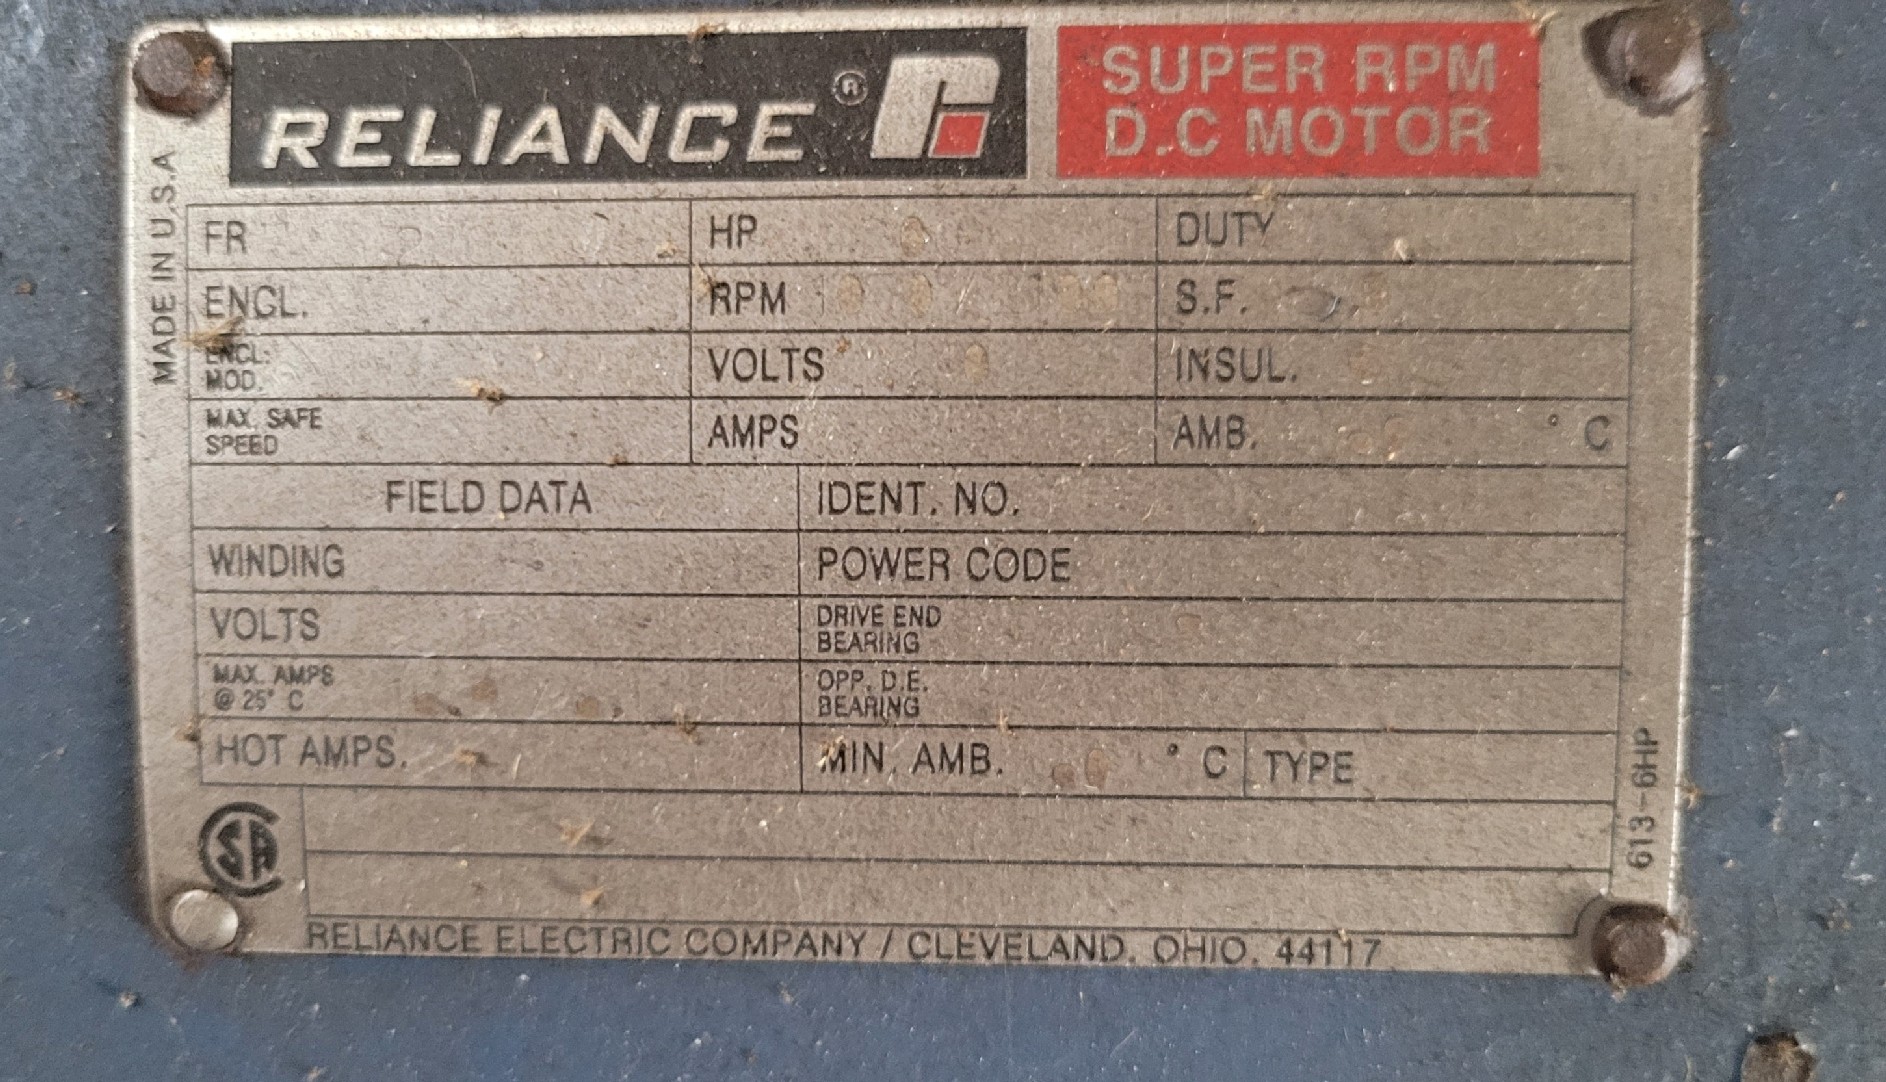 RELIANCE ®
SUPER RPM
D.C MOTOR
MADE IN U.S.A
FR
HP
DUTY
ENCL.
RPM
S.F.
ENCL:
MOD.
VOLTS
INSUL.
MAX. SAFE
SPEED
AMPS
AMB. ° C
FIELD DATA
IDENT. NO.
WINDING
POWER CODE
VOLTS
DRIVE END
BEARING
MAX. AMPS
@ 25° C
OPP. D.E.
BEARING
HOT AMPS.
MIN. AMB. ° C
TYPE
SA
613-6HP
RELIANCE ELECTRIC COMPANY / CLEVELAND, OHIO, 44117